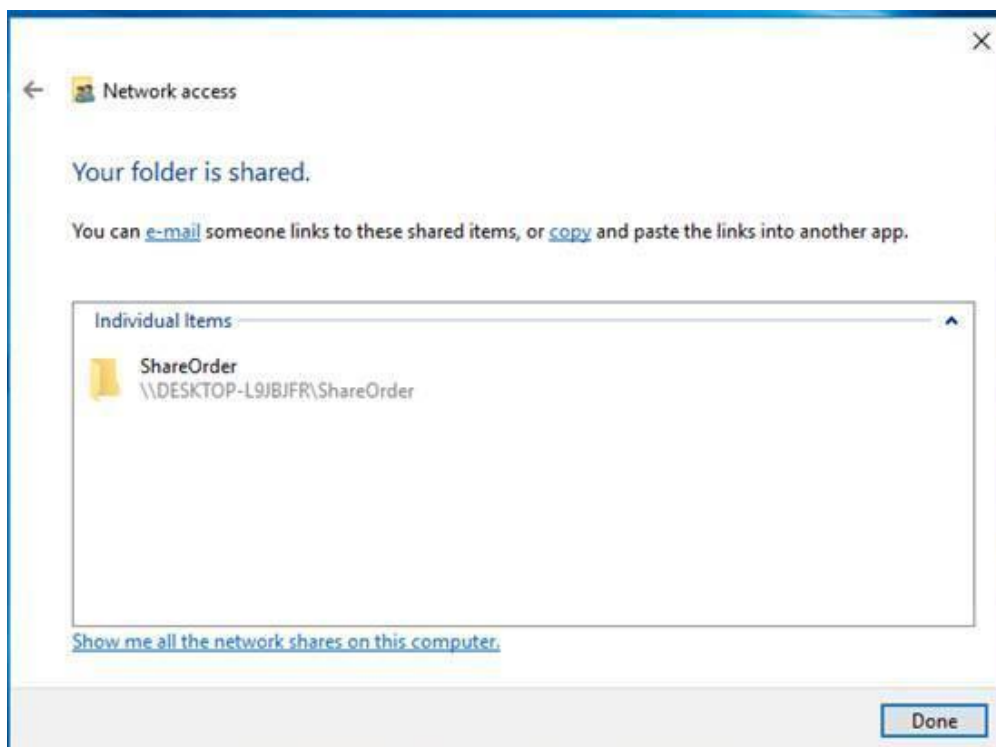 Network access
Your folder is shared.
You can e-mail someone links to these shared items, or copy and paste the links into another app.
Individual Items
ShareOrder
\\DESKTOP-L9JBJFR\ShareOrder
Show me all the network shares on this computer.
Done